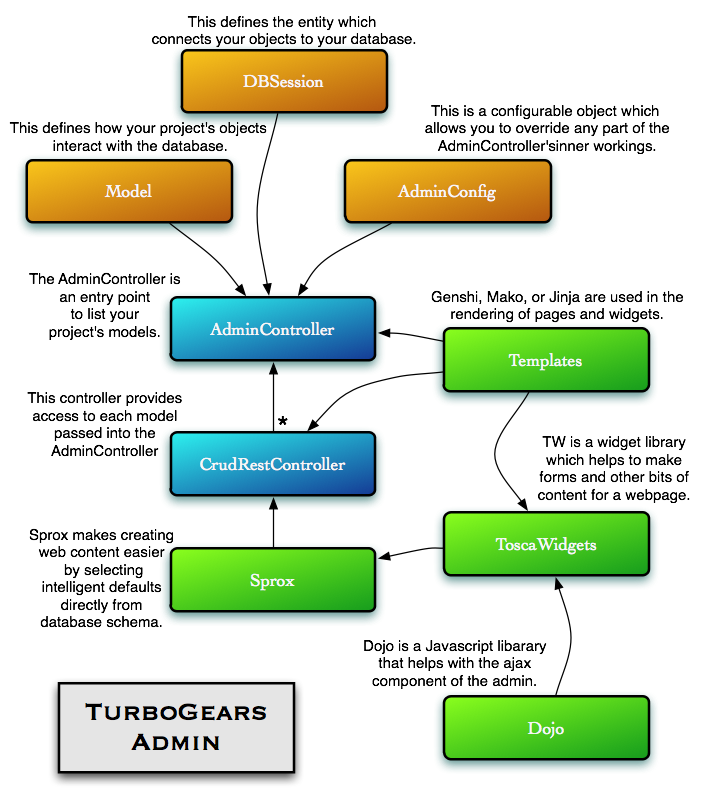 This defines the entity which
connects your objects to your database.
DBSession
This is a configurable object which
allows you to override any part of the
AdminController'sinner workings.
This defines how your project's objects
interact with the database.
Model
AdminConfig
The AdminController is
an entry point
to list your
project's models.
AdminController
Genshi, Mako, or Jinja are used in the
rendering of pages and widgets.
Templates
This controller provides
access to each model
passed into the
AdminController
*
CrudRestController
TW is a widget library
which helps to make
forms and other bits of
content for a webpage.
ToscaWidgets
Sprox makes creating
web content easier
by selecting
intelligent defaults
directly from
database schema.
Sprox
Dojo is a Javascript libarary
that helps with the ajax
component of the admin.
Dojo
TurboGears
Admin